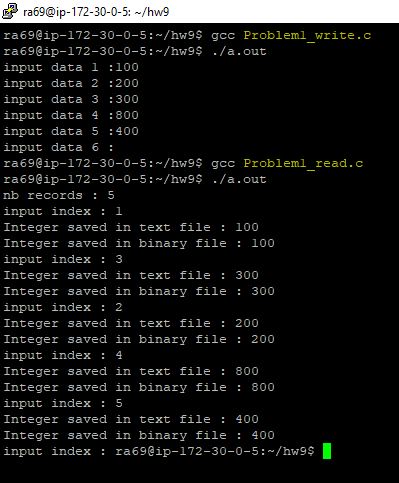 ra69@ip-172-30-0-5: ~/hw9
ra69@ip-172-30-0-5:~/hw9$ gcc Problem1_write.c
ra69@ip-172-30-0-5:~/hw9$ ./a.out
input data 1 :100
input data 2 :200
input data 3 :300
input data 4 :800
input data 5 :400
input data 6 :
ra69@ip-172-30-0-5:~/hw9$ gcc Problem1_read.c
ra69@ip-172-30-0-5:~/hw9$ ./a.out
nb records : 5
input index : 1
Integer saved in text file : 100
Integer saved in binary file : 100
input index : 3
Integer saved in text file : 300
Integer saved in binary file : 300
input index : 2
Integer saved in text file : 200
Integer saved in binary file : 200
input index : 4
Integer saved in text file : 800
Integer saved in binary file : 800
input index : 5
Integer saved in text file : 400
Integer saved in binary file : 400
input index : ra69@ip-172-30-0-5:~/hw9$